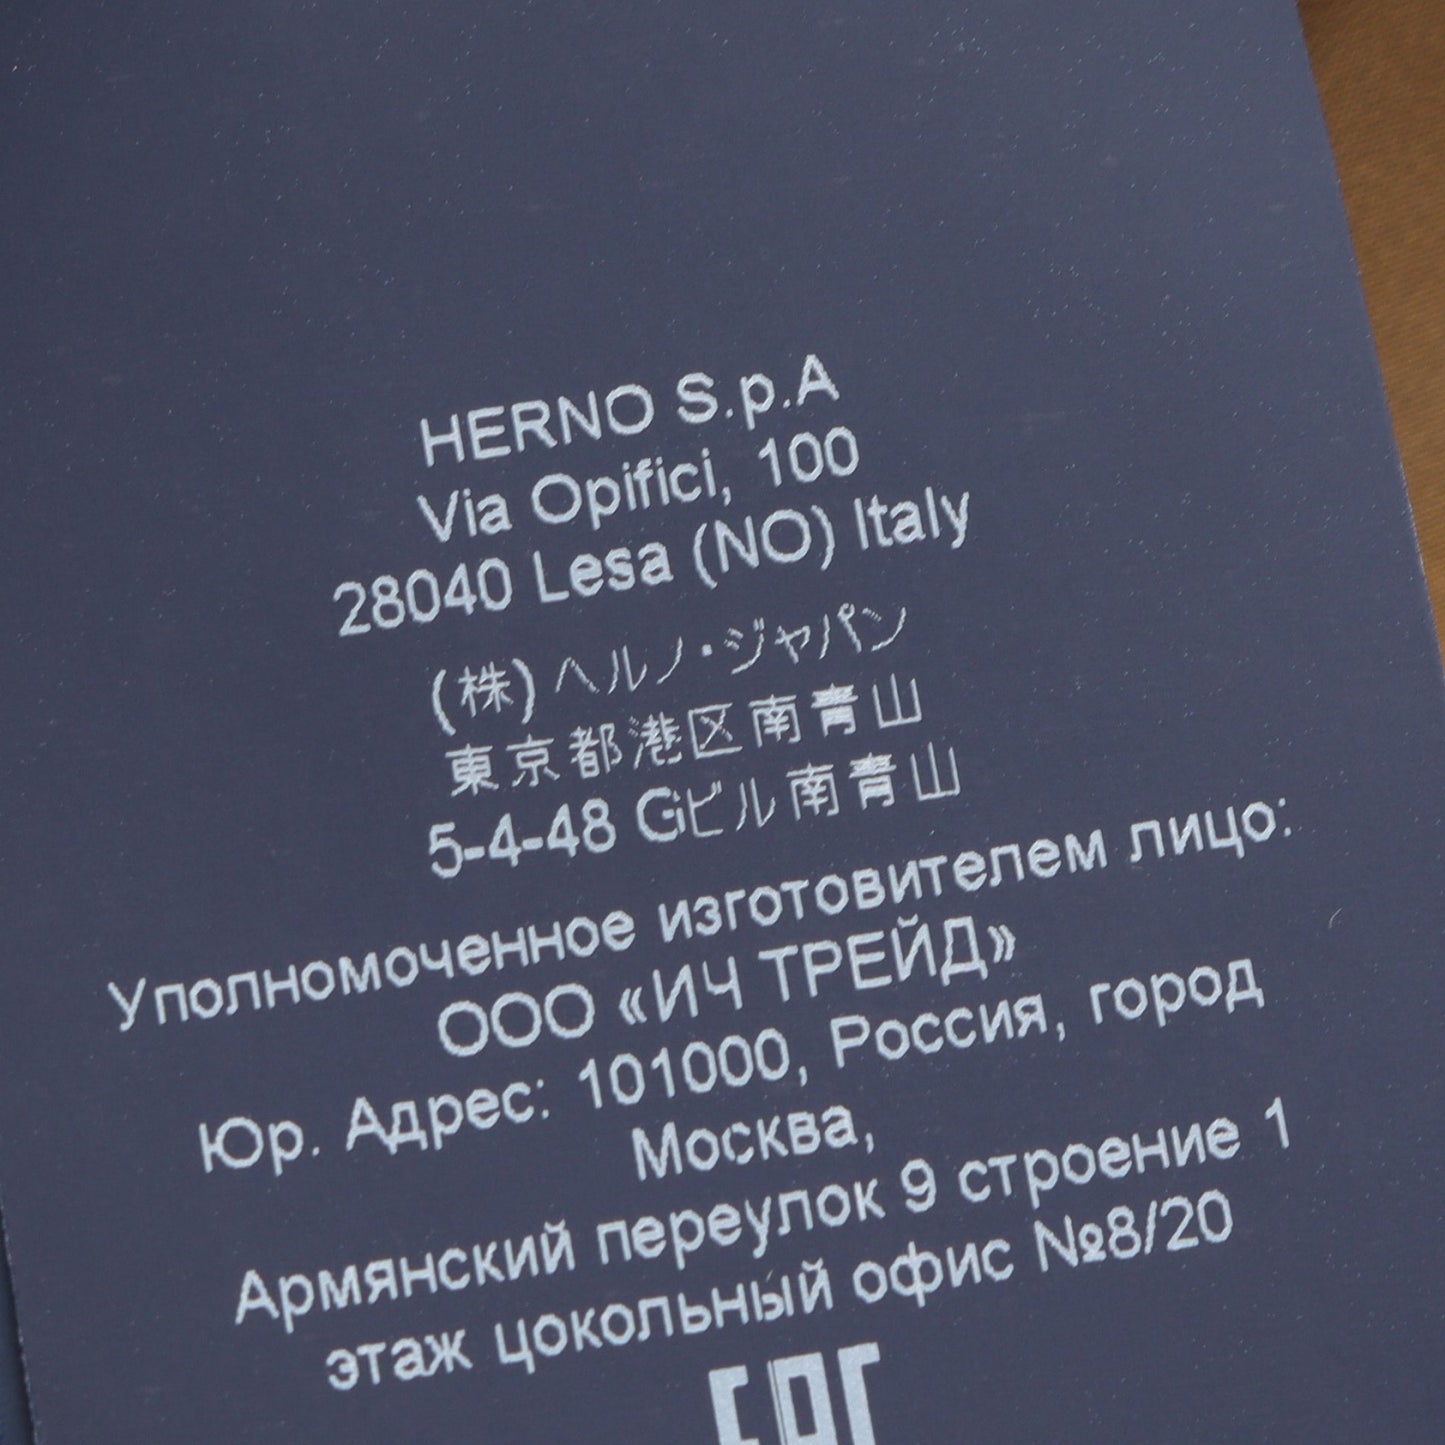 HERNO S.p.A
Via Opifici, 100
28040 Lesa (NO) Italy
(株) ヘルノ・ジャパン
東京都港区南青山
5-4-48 Gビル南青山
Уполномоченное изготовителем лицо:
ООО «ИЧ ТРЕЙД»
Юр. Адрес: 101000, Россия, город
Москва,
Армянский переулок 9 строение 1
этаж цокольный офис №8/20
EAC